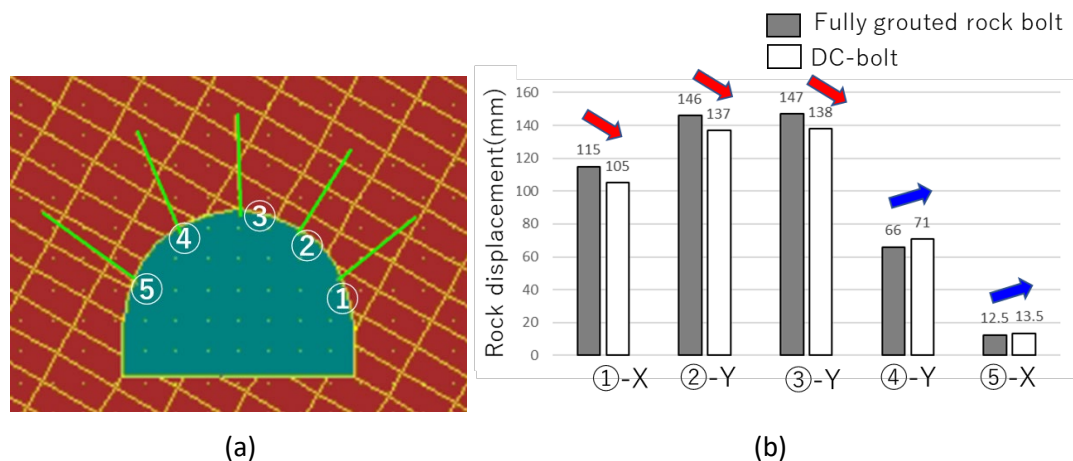 Fully grouted rock bolt
DC-bolt
③
④
②
⑤
①
(a)
Rock displacement(mm)
160
140
120
100
80
60
40
20
0
115
105
146
137
147
138
66
71
12.5
13.5
①-X
②-Y
③-Y
④-Y
⑤-X
(b)